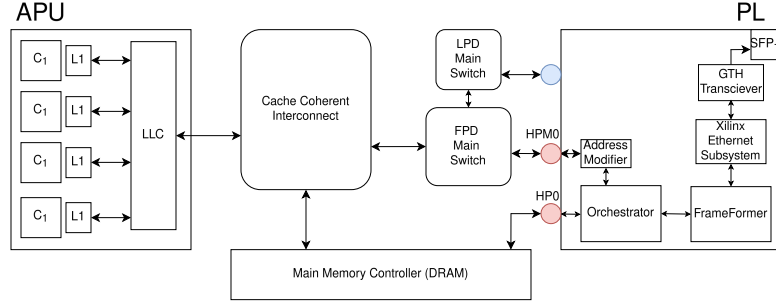 APU
PL
C1
L1
C1
L1
C1
L1
C1
L1
LLC
Cache Coherent
Interconnect
LPD
Main
Switch
FPD
Main
Switch
HPM0
HP0
Address
Modifier
Orchestrator
SFP-
GTH
Transciever
Xilinx
Ethernet
Subsystem
FrameFormer
Main Memory Controller (DRAM)